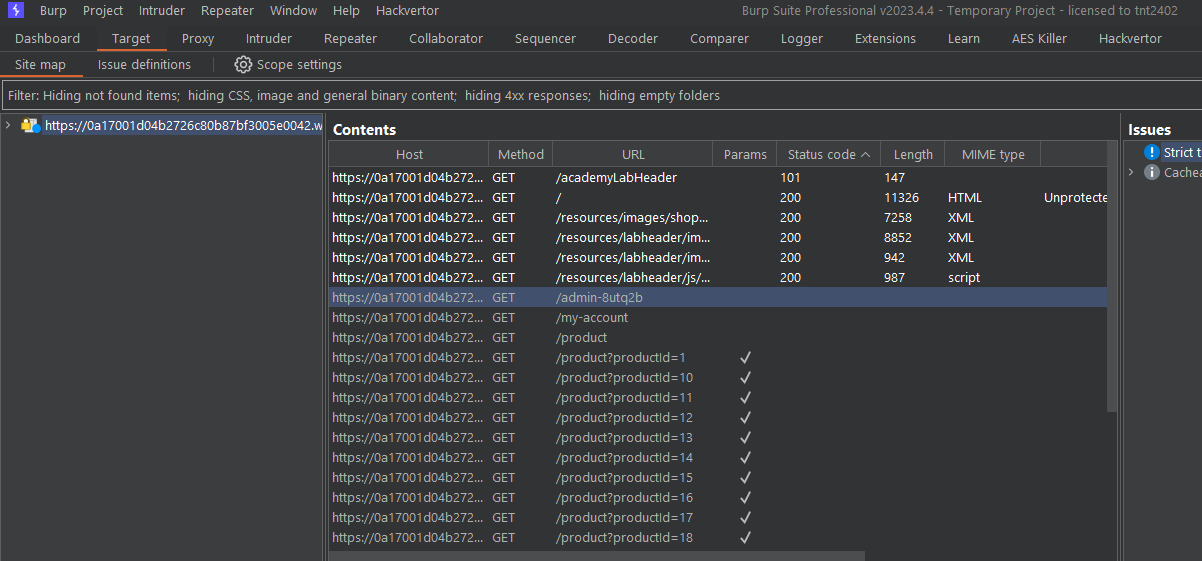 Burp Project Intruder Repeater Window Help Hackvertor Burp Suite Professional v2023.4.4 - Temporary Project - licensed to tnt2402
Dashboard Target Proxy Intruder Repeater Collaborator Sequencer Decoder Comparer Logger Extensions Learn AES Killer Hackvertor
Site map Issue definitions Scope settings
Filter: Hiding not found items; hiding CSS, image and general binary content; hiding 4xx responses; hiding empty folders
https://0a17001d04b2726c80b87bf3005e0042.w
Contents
Host Method URL Params Status code Length MIME type
https://0a17001d04b272... GET /academyLabHeader 101 147
https://0a17001d04b272... GET / 200 11326 HTML Unprotecte
https://0a17001d04b272... GET /resources/images/shop... 200 7258 XML
https://0a17001d04b272... GET /resources/labheader/im... 200 8852 XML
https://0a17001d04b272... GET /resources/labheader/im... 200 942 XML
https://0a17001d04b272... GET /resources/labheader/js/... 200 987 script
https://0a17001d04b272... GET /admin-8utq2b
https://0a17001d04b272... GET /my-account
https://0a17001d04b272... GET /product
https://0a17001d04b272... GET /product?productId=1 ✓
https://0a17001d04b272... GET /product?productId=10 ✓
https://0a17001d04b272... GET /product?productId=11 ✓
https://0a17001d04b272... GET /product?productId=12 ✓
https://0a17001d04b272... GET /product?productId=13 ✓
https://0a17001d04b272... GET /product?productId=14 ✓
https://0a17001d04b272... GET /product?productId=15 ✓
https://0a17001d04b272... GET /product?productId=16 ✓
https://0a17001d04b272... GET /product?productId=17 ✓
https://0a17001d04b272... GET /product?productId=18 ✓
Issues
Strict t
Cachea